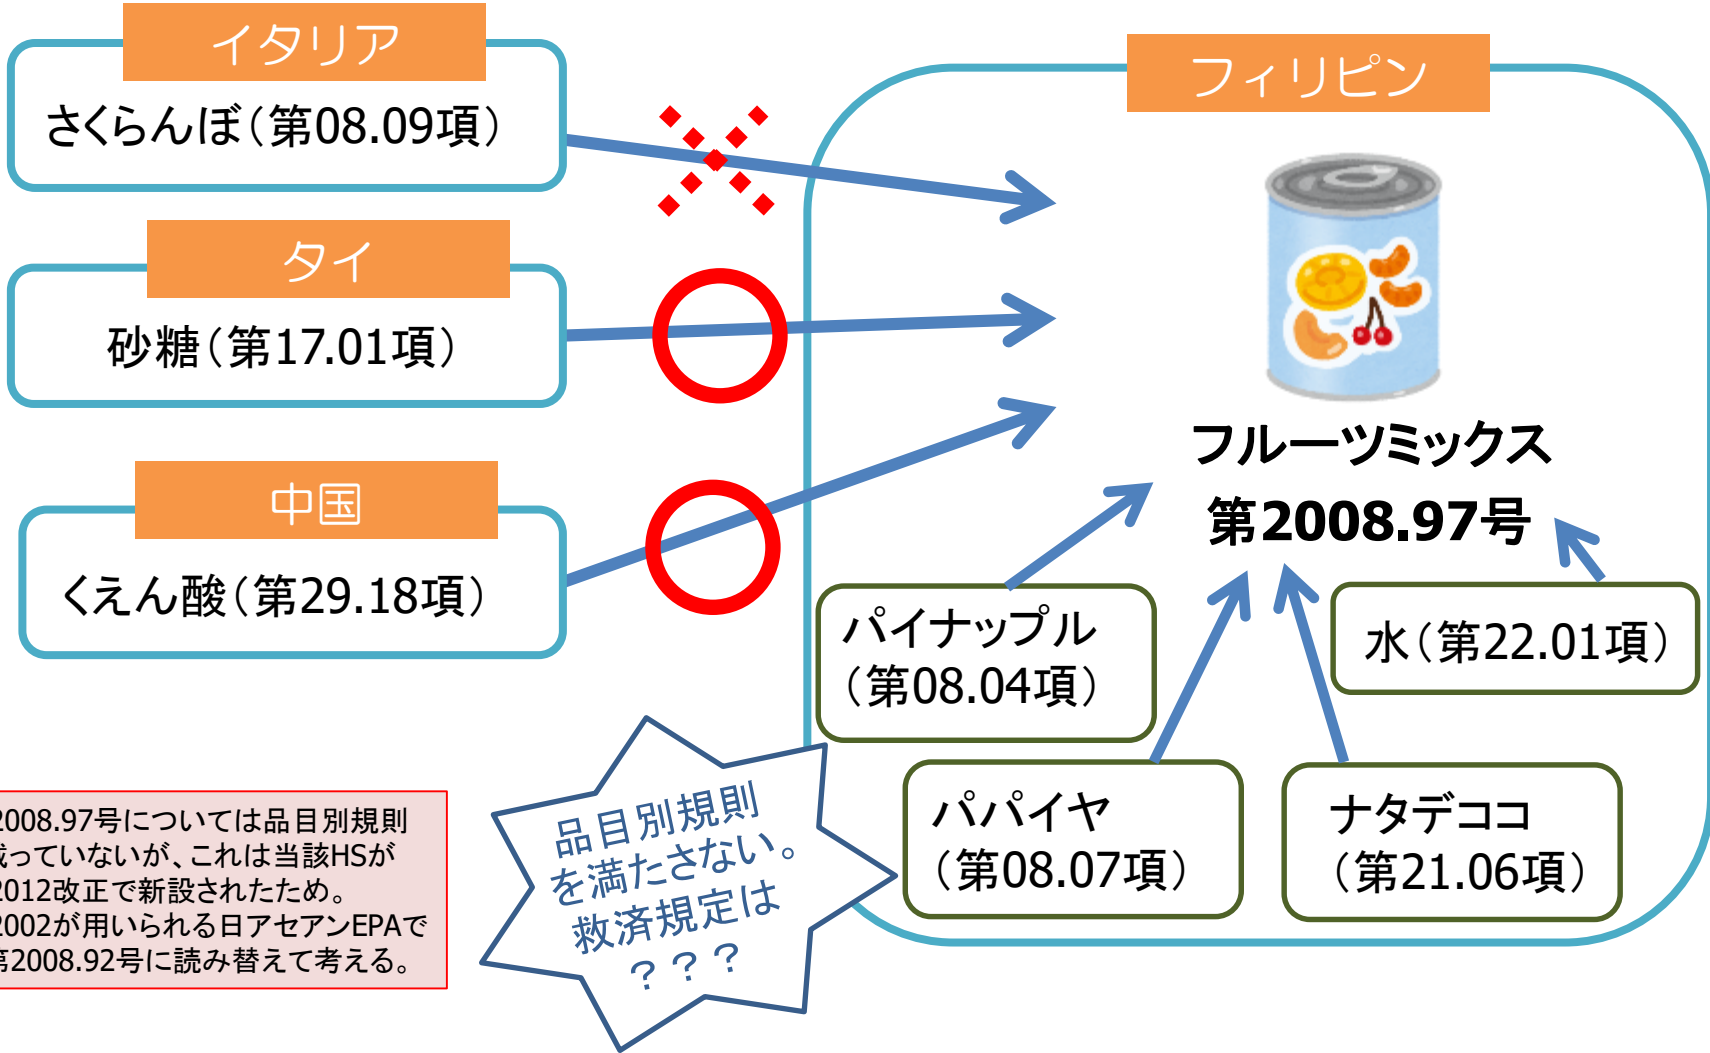 イタリア
さくらんぼ（第08.09項）
タイ
砂糖（第17.01項）
中国
くえん酸（第29.18項）
フィリピン
フルーツミックス
第2008.97号
パイナップル
（第08.04項）
水（第22.01項）
パパイヤ
（第08.07項）
ナタデココ
（第21.06項）
品目別規則
を満たさない。
救済規定は
？？？
2008.97号については品目別規則
載っていないが、これは当該HSが
2012改正で新設されたため。
2002が用いられる日アセアンEPAで
第2008.92号に読み替えて考える。